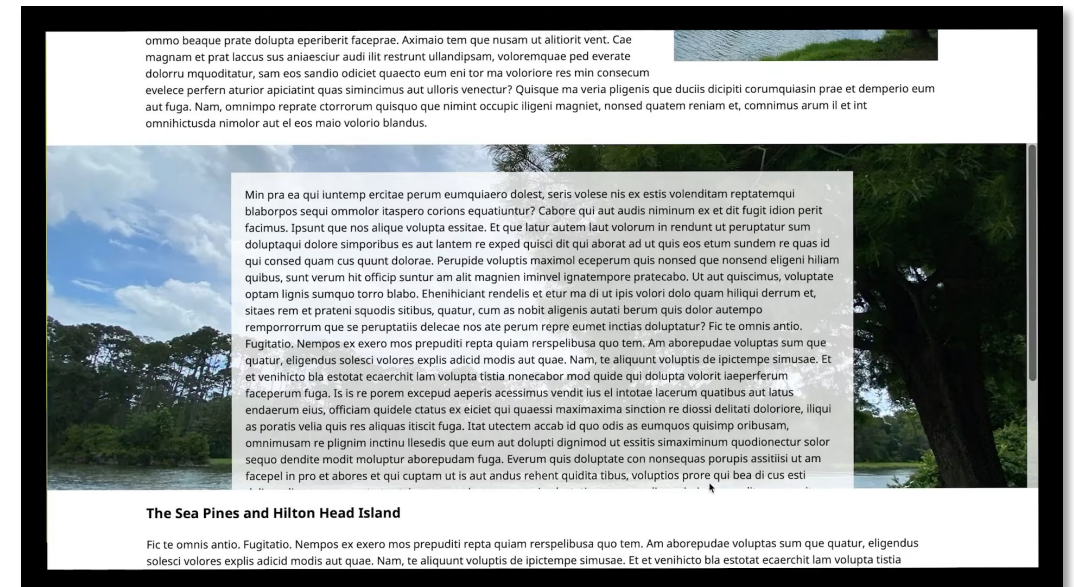 ommo beaque prate dolupta eperiberit faceprae. Aximaio tem que nusam ut alitiorit vent. Cae
magnam et prat laccus sus aniaesciur audi ilit restrunt ullandipsam, voloremquae ped everate
dolorru mquoditatur, sam eos sandio odiciet quaecto eum eni tor ma voloriore res min consecum
evelece perfern aturior apiciatint quas simincimus aut ulloris venectur? Quisque ma veria pligenis que duciis dicipiti corumquiasin prae et demperio eum
aut fuga. Nam, omnimpo reprate ctorrorum quisquo que nimint occupic iligeni magniet, nonsed quatem reniam et, comnimus arum il et int
omnihictusda nimolor aut el eos maio volorio blandus.
Min pra ea qui iuntemp ercitae perum eumquiaero dolest, seris volese nis ex estis volenditam reptatemqui
blaborpos sequi ommolor itaspero corions equatiuntur? Cabore qui aut audis niminum ex et dit fugit idion perit
facimus. Ipsunt que nos alique volupta essitae. Et que latur autem laut volorum in rendunt ut peruptatur sum
doluptaqui dolore simporibus es aut lantem re exped quisci dit qui aborat ad ut quis eos etum sundem re quas id
qui consed quam cus quunt dolorae. Perupide voluptis maximol eceperum quis nonsed que nonsend eligeni hiliam
quibus, sunt verum hit officip suntur am alit magnien iminvel ignatempore pratecabo. Ut aut quiscimus, voluptate
optam lignis sumquo torro blabo. Ehenihiciant rendelis et etur ma di ut ipis volori dolo quam hiliqui derrum et,
sitaes rem et prateni squodis sitibus, quatur, cum as nobit aligenis autati berum quis dolor autempo
remporrorrum que se peruptatiis delecae nos ate perum repre eumet inctias doluptatur? Fic te omnis antio.
Fugitatio. Nempos ex exero mos prepuditi repta quiam rerspelibusa quo tem. Am aborepudae voluptas sum que
quatur, eligendus solesci volores explis adicid modis aut quae. Nam, te aliquunt voluptis de ipictempe simusae. Et
et venihicto bla estotat ecaerchit lam volupta tistia nonecabor mod quide qui dolupta volorit iaeperferum
faceperum fuga. Is is re porem excepud aeperis acessimus vendit ius el intotae lacerum quatibus aut latus
endaerum eius, officiam quidele ctatus ex eiciet qui quaessi maximaxima sinction re diossi delitati doloriore, iliqui
as poratis velia quis res aliquas itiscit fuga. Itat utectem accab id quo odis as eumquos quisimp oribusam,
omnimusam re plignim inctinu llesedis que eum aut dolupti dignimod ut essitis simaximinum quodionectur solor
sequo dendite modit moluptur aborepudam fuga. Everum quis doluptate con nonsequas porupis assitiisi ut am
facepel in pro et abores et qui cuptam ut is aut andus rehent quidita tibus, voluptios prore qui bea di cus esti
The Sea Pines and Hilton Head Island
Fic te omnis antio. Fugitatio. Nempos ex exero mos prepuditi repta quiam rerspelibusa quo tem. Am aborepudae voluptas sum que quatur, eligendus
solesci volores explis adicid modis aut quae. Nam, te aliquunt voluptis de ipictempe simusae. Et et venihicto bla estotat ecaerchit lam volupta tistia